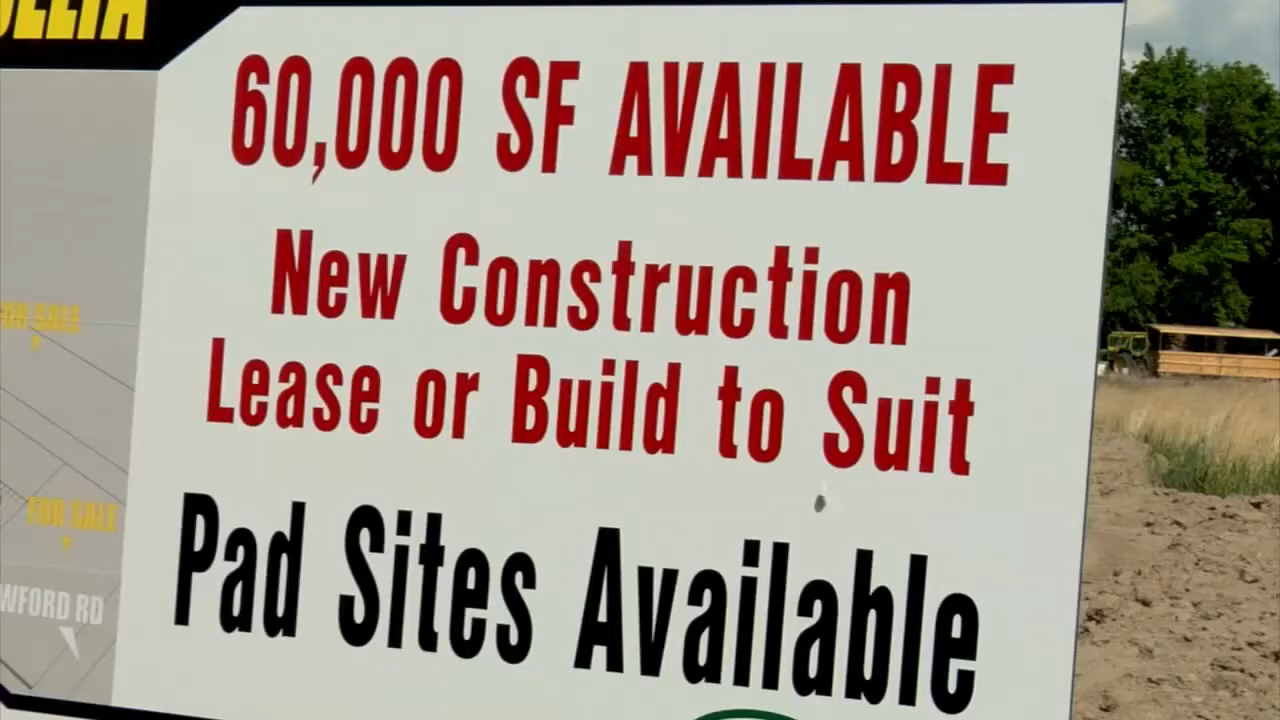 60,000 SF AVAILABLE
New Construction
Lease or Build to Suit
Pad Sites Available
FOR SALE
FOR SALE